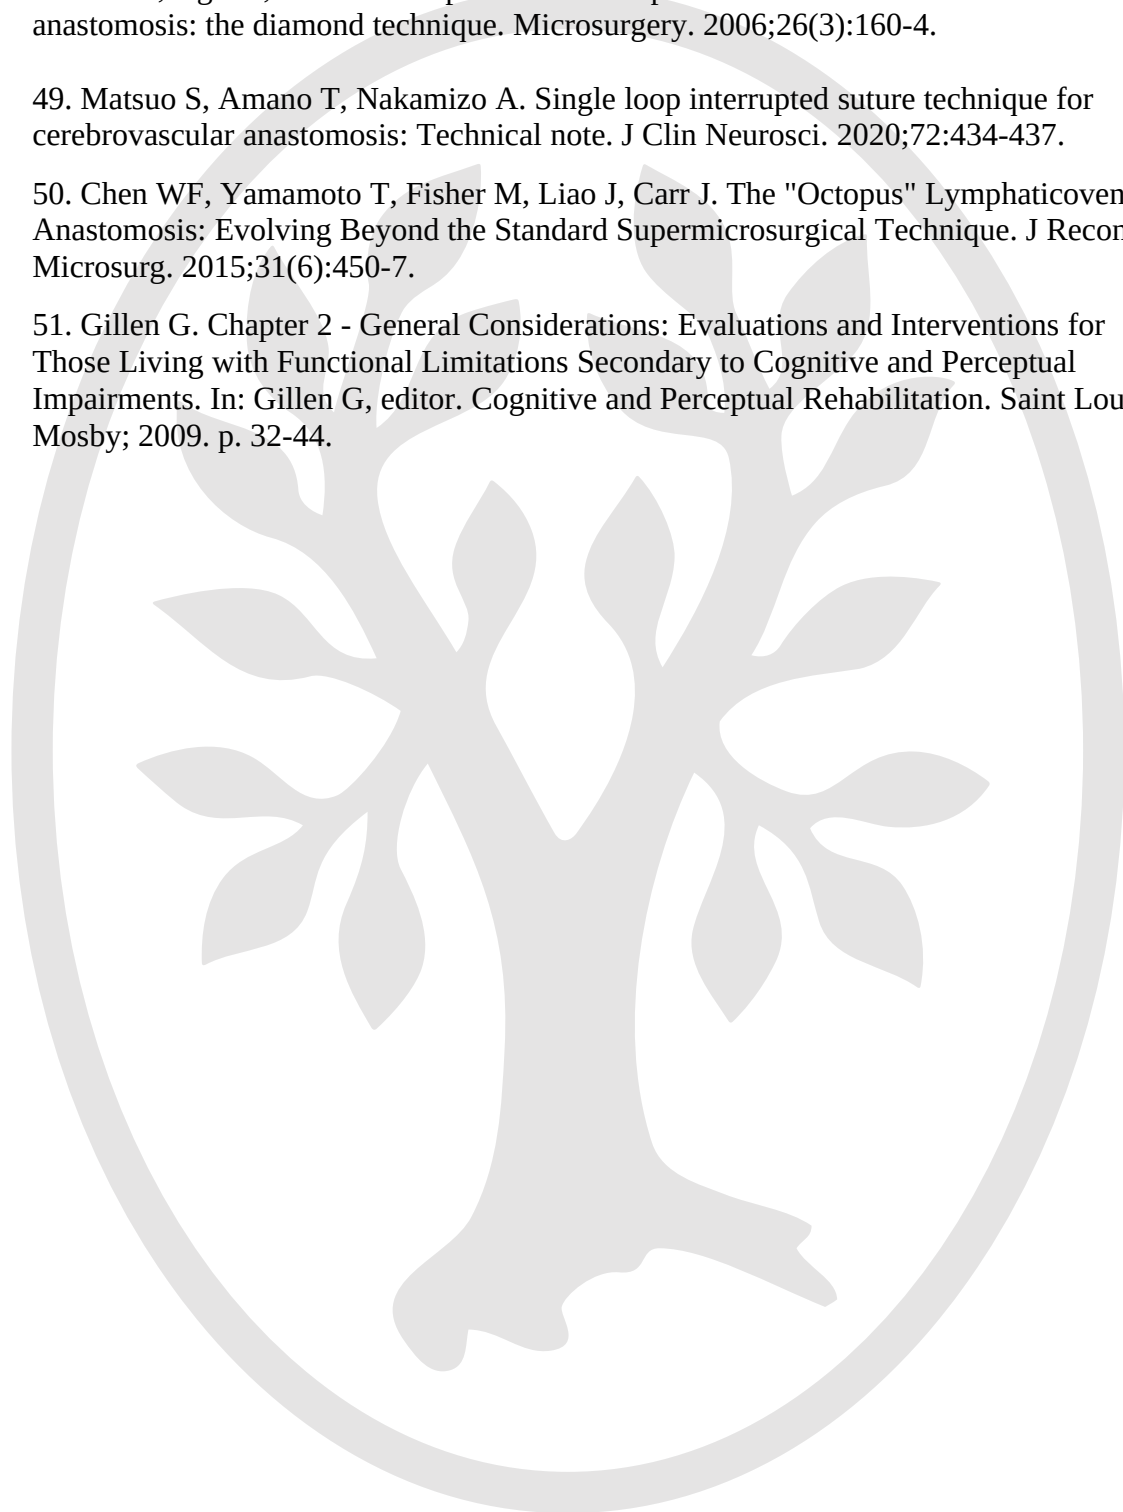 anastomosis: the diamond technique. Microsurgery. 2006;26(3):160-4.
49. Matsuo S, Amano T, Nakamizo A. Single loop interrupted suture technique for
cerebrovascular anastomosis: Technical note. J Clin Neurosci. 2020;72:434-437.
50. Chen WF, Yamamoto T, Fisher M, Liao J, Carr J. The "Octopus" Lymphaticoven
Anastomosis: Evolving Beyond the Standard Supermicrosurgical Technique. J Recon
Microsurg. 2015;31(6):450-7.
51. Gillen G. Chapter 2 - General Considerations: Evaluations and Interventions for
Those Living with Functional Limitations Secondary to Cognitive and Perceptual
Impairments. In: Gillen G, editor. Cognitive and Perceptual Rehabilitation. Saint Lou
Mosby; 2009. p. 32-44.